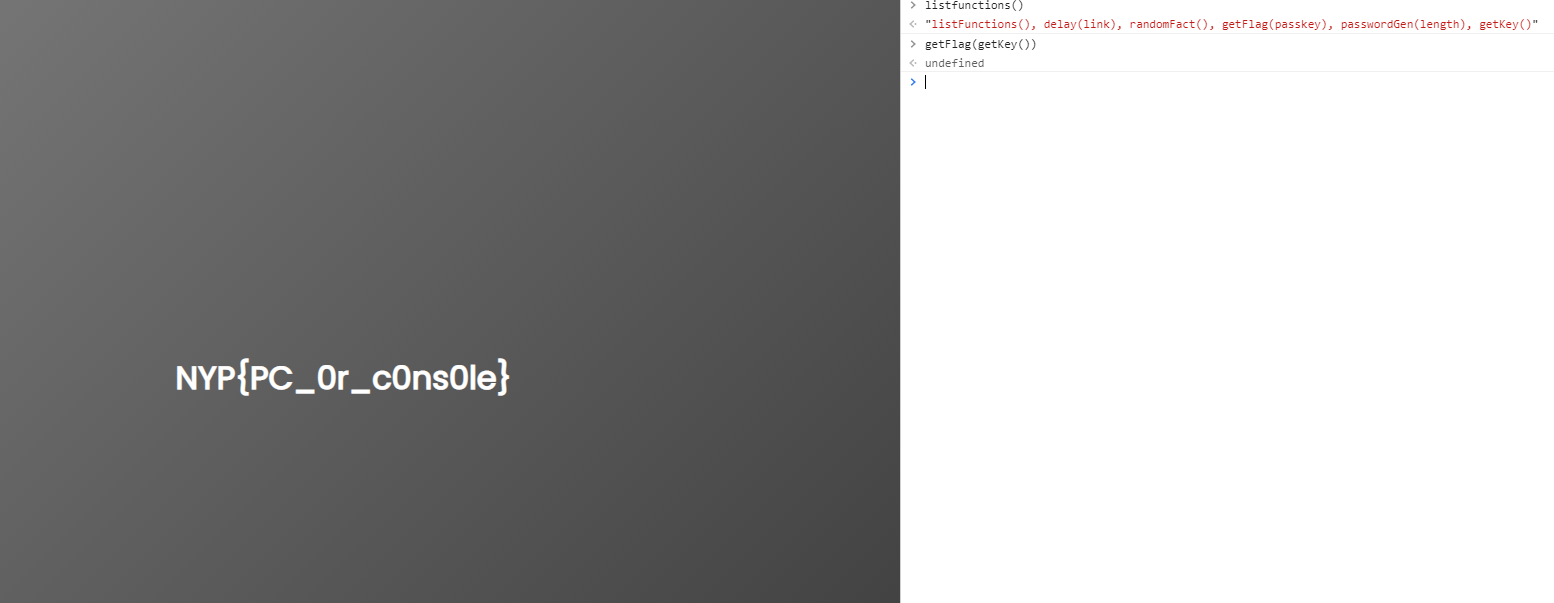 NYP{PC_0r_c0ns0le}
> listfunctions()
<· "listFunctions(), delay(link), randomFact(), getFlag(passkey), passwordGen(length), getKey()"
> getFlag(getKey())
<· undefined
>